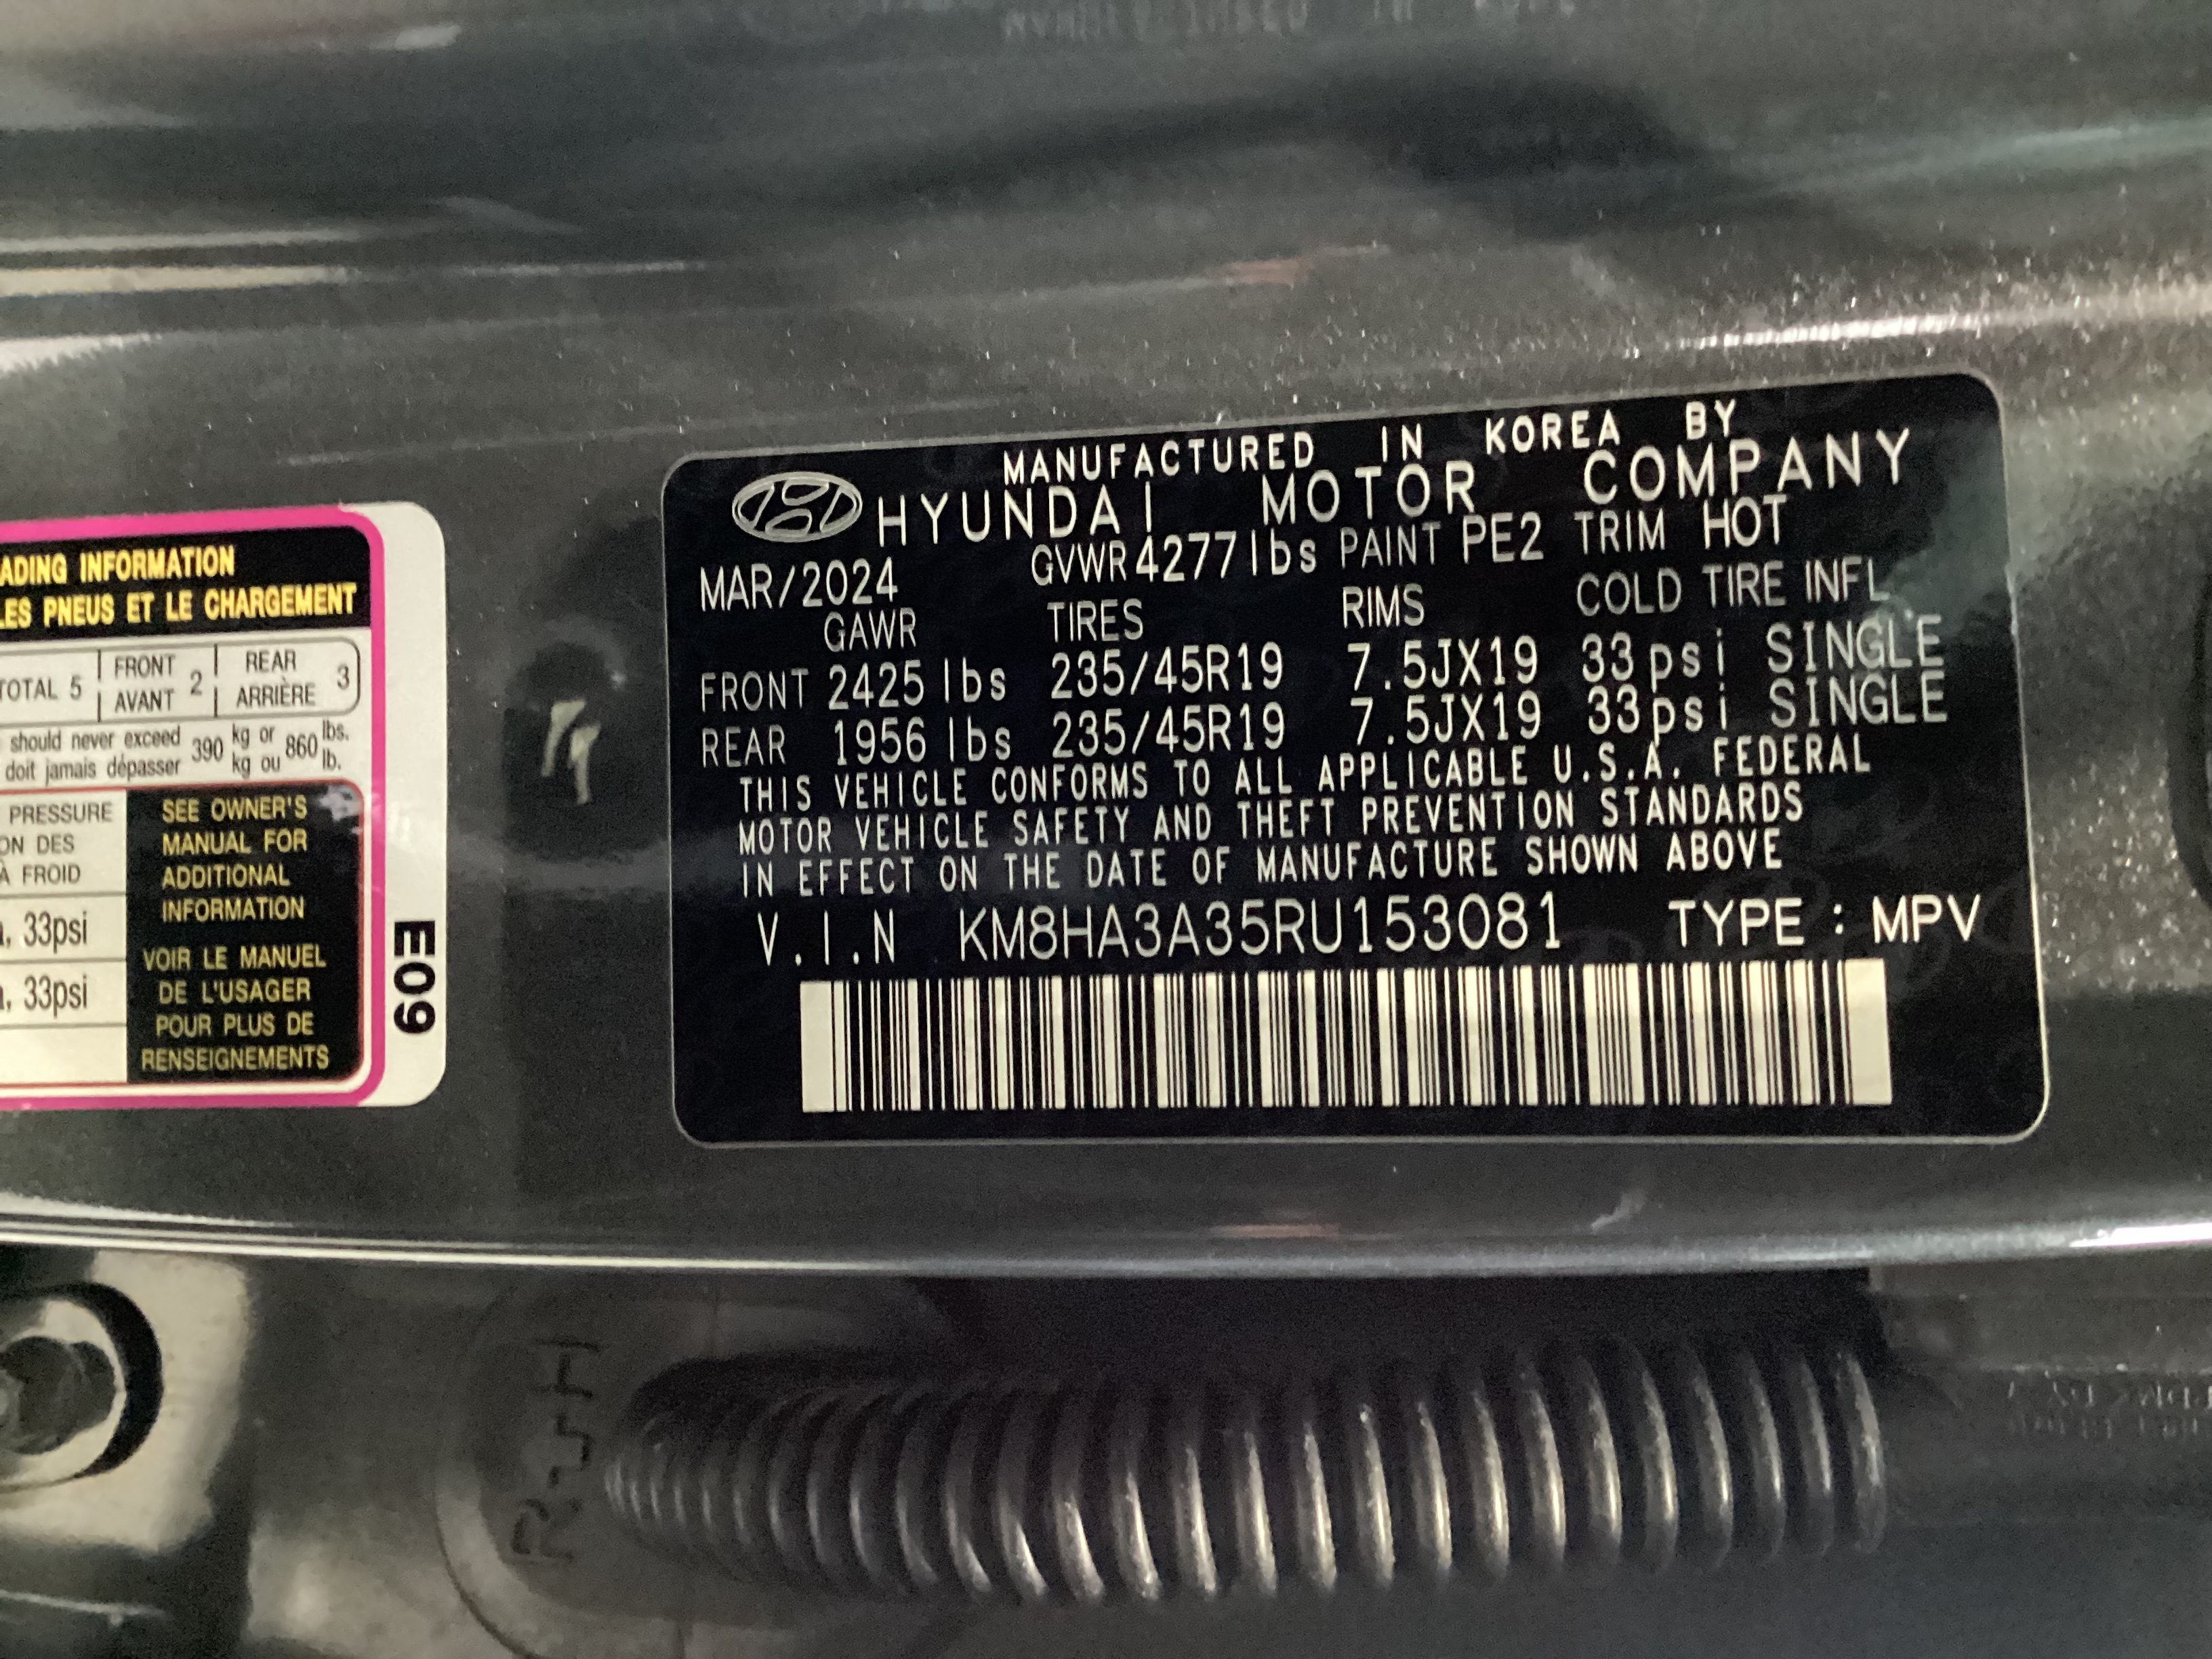 MANUFACTURED IN KOREA BY
HYUNDAI MOTOR COMPANY
MAR/2024 GVWR 4277 lbs PAINT PE2 TRIM HOT
GAWR TIRES RIMS COLD TIRE INFL
FRONT 2425 lbs 235/45R19 7.5JX19 33psi SINGLE
REAR 1956 lbs 235/45R19 7.5JX19 33psi SINGLE
THIS VEHICLE CONFORMS TO ALL APPLICABLE U.S.A. FEDERAL
MOTOR VEHICLE SAFETY AND THEFT PREVENTION STANDARDS
IN EFFECT ON THE DATE OF MANUFACTURE SHOWN ABOVE
V.I.N KM8HA3A35RU153081 TYPE : MPV
ADING INFORMATION
LES PNEUS ET LE CHARGEMENT
TOTAL 5 FRONT 2 REAR 3
AVANT ARRIÈRE
should never exceed 390 kg or 860 lbs.
doit jamais dépasser kg ou lb.
PRESSURE
ON DES
À FROID
33psi
33psi
SEE OWNER'S
MANUAL FOR
ADDITIONAL
INFORMATION
VOIR LE MANUEL
DE L'USAGER
POUR PLUS DE
RENSEIGNEMENTS
E09